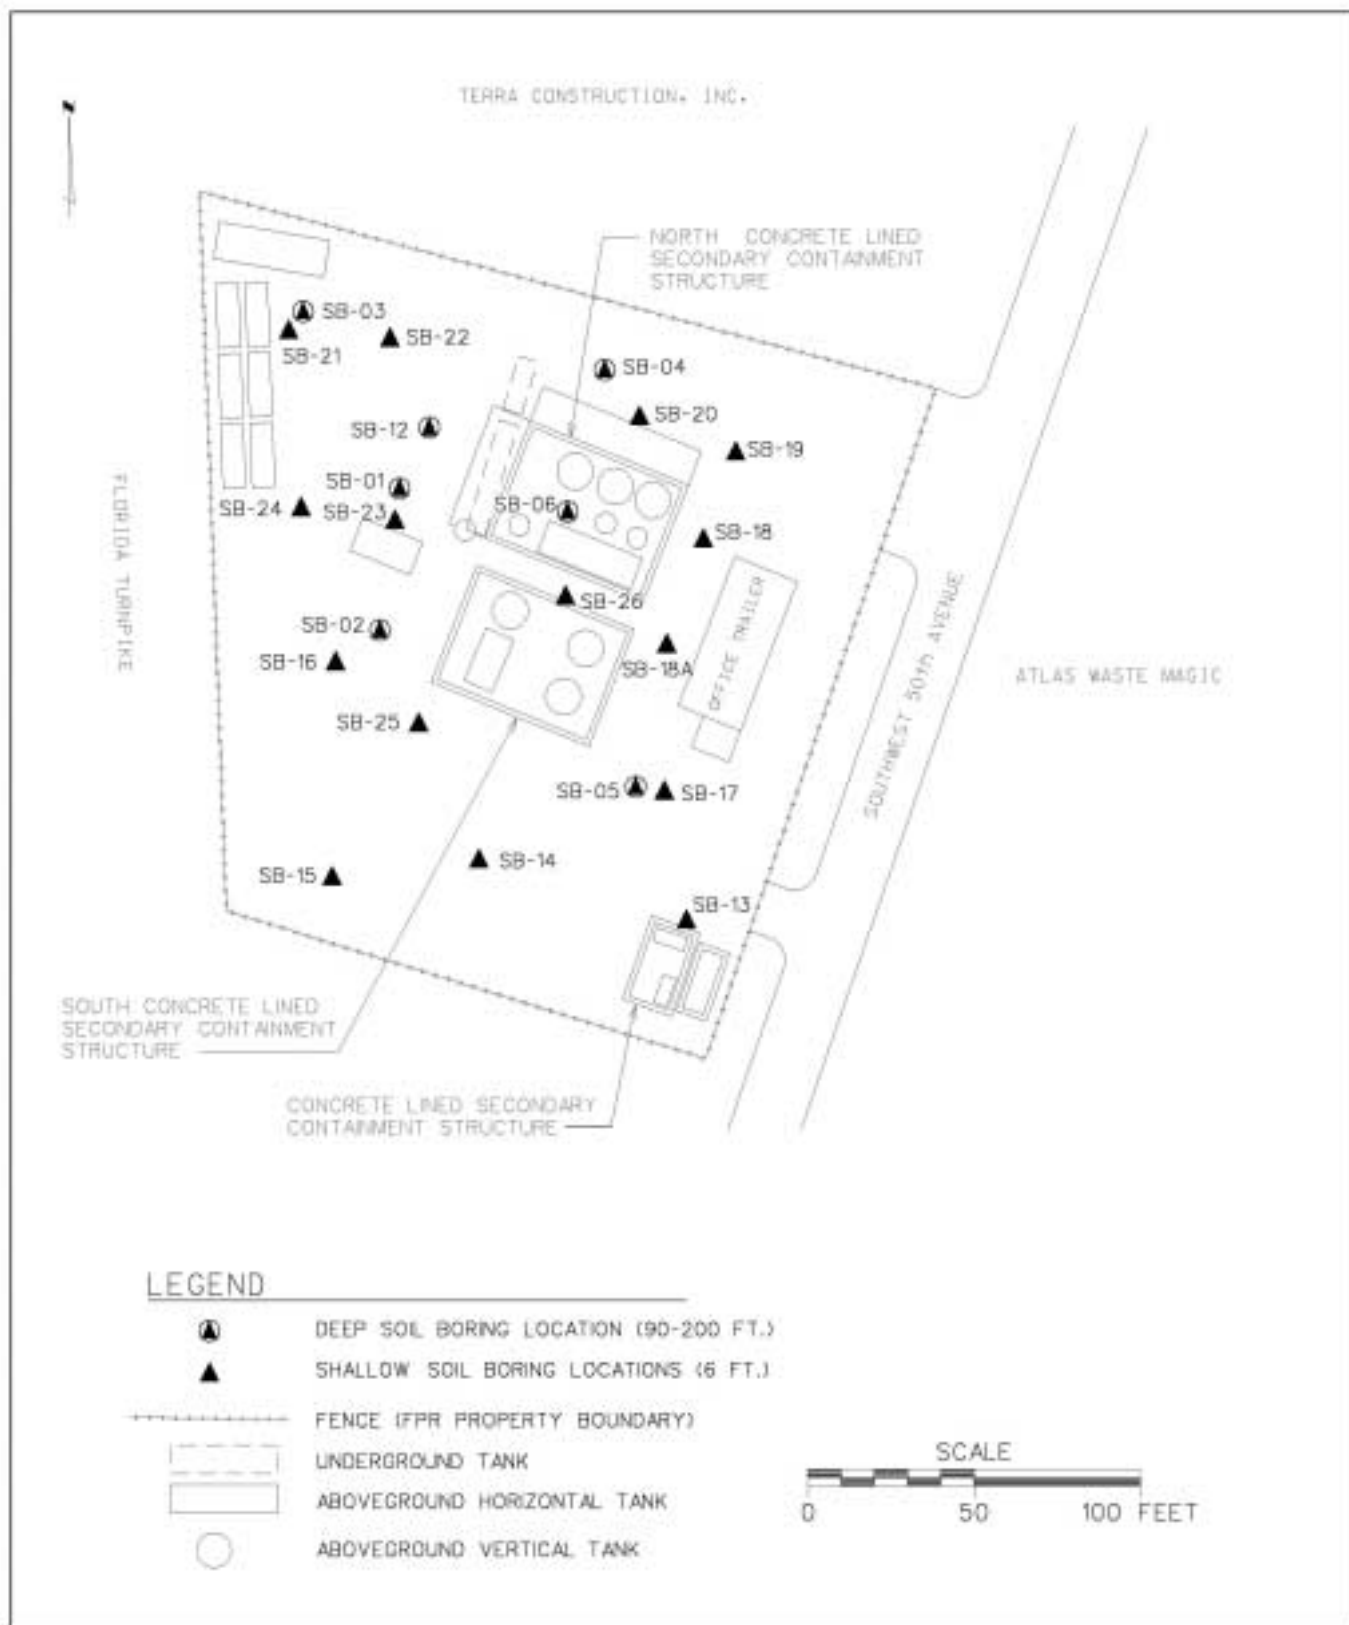 N
TERRA CONSTRUCTION, INC.
NORTH CONCRETE LINED
SECONDARY CONTAINMENT
STRUCTURE
SB-03
SB-22
SB-21
SB-04
SB-20
SB-12
SB-19
SB-01
SB-24
SB-23
SB-06
SB-18
FLORIDA TURNPIKE
SB-26
OFFICE TRAILER
SB-02
SB-16
SB-18A
SOUTHWEST 50th AVENUE
ATLAS WASTE MAGIC
SB-25
SB-05
SB-17
SB-14
SB-15
SB-13
SOUTH CONCRETE LINED
SECONDARY CONTAINMENT
STRUCTURE
CONCRETE LINED SECONDARY
CONTAINMENT STRUCTURE
LEGEND
DEEP SOIL BORING LOCATION (90-200 FT.)
SHALLOW SOIL BORING LOCATIONS (6 FT.)
FENCE (FPR PROPERTY BOUNDARY)
UNDERGROUND TANK
ABOVEGROUND HORIZONTAL TANK
ABOVEGROUND VERTICAL TANK
SCALE
0 50 100 FEET